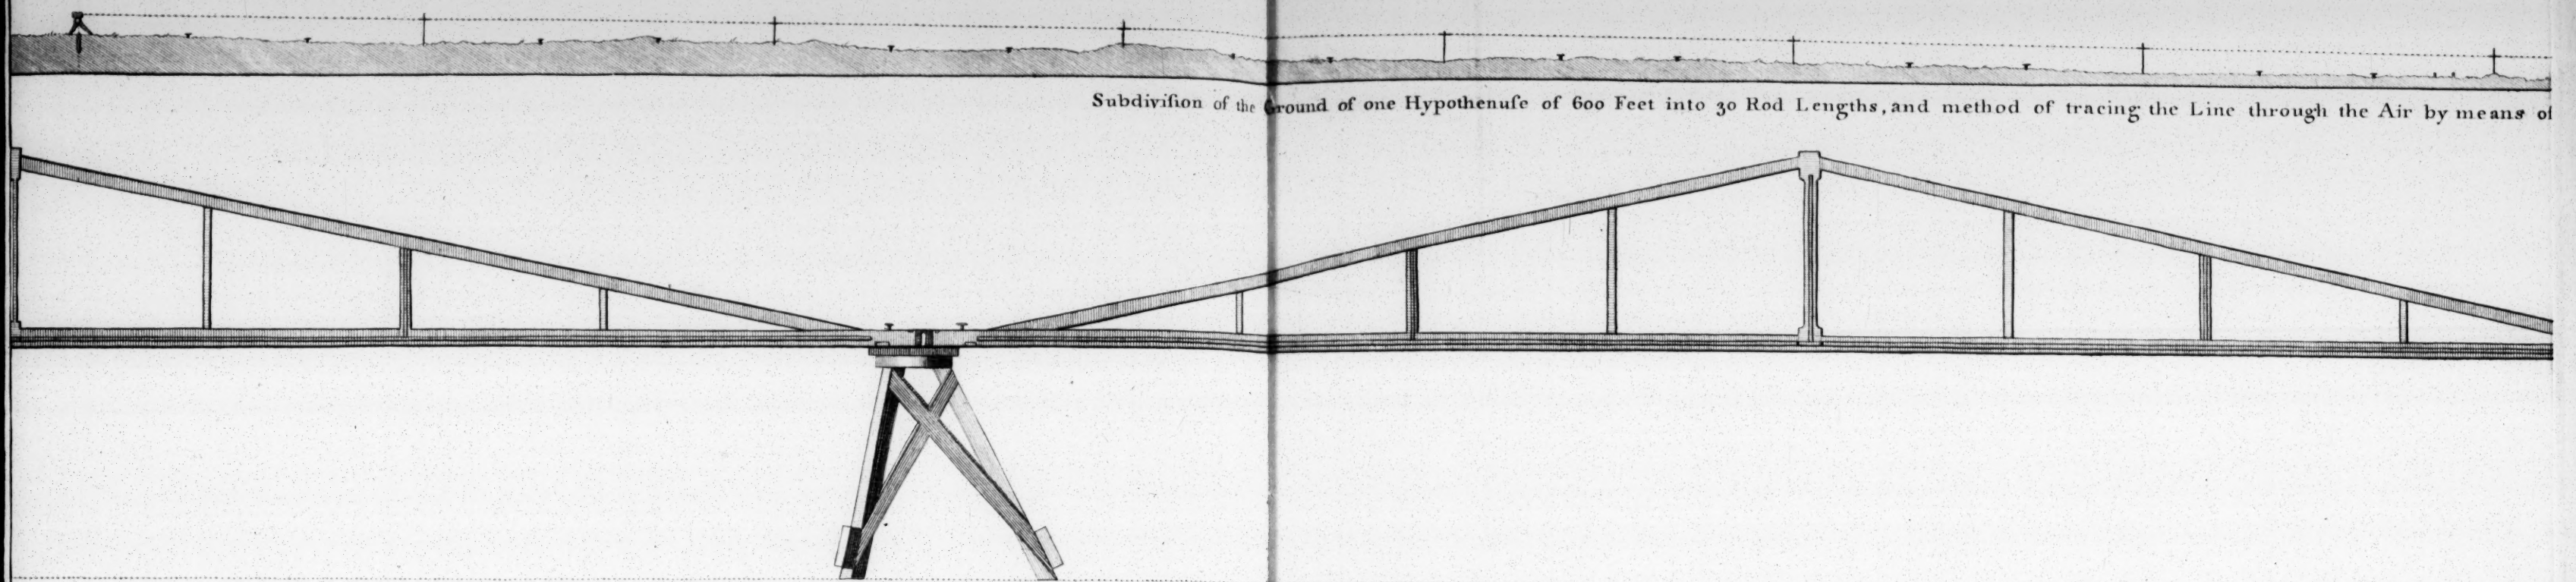 Subdiviſion of the Ground of one Hypothenuſe of 600 Feet into 30 Rod Lengths, and method of tracing the Line through the Air by means of